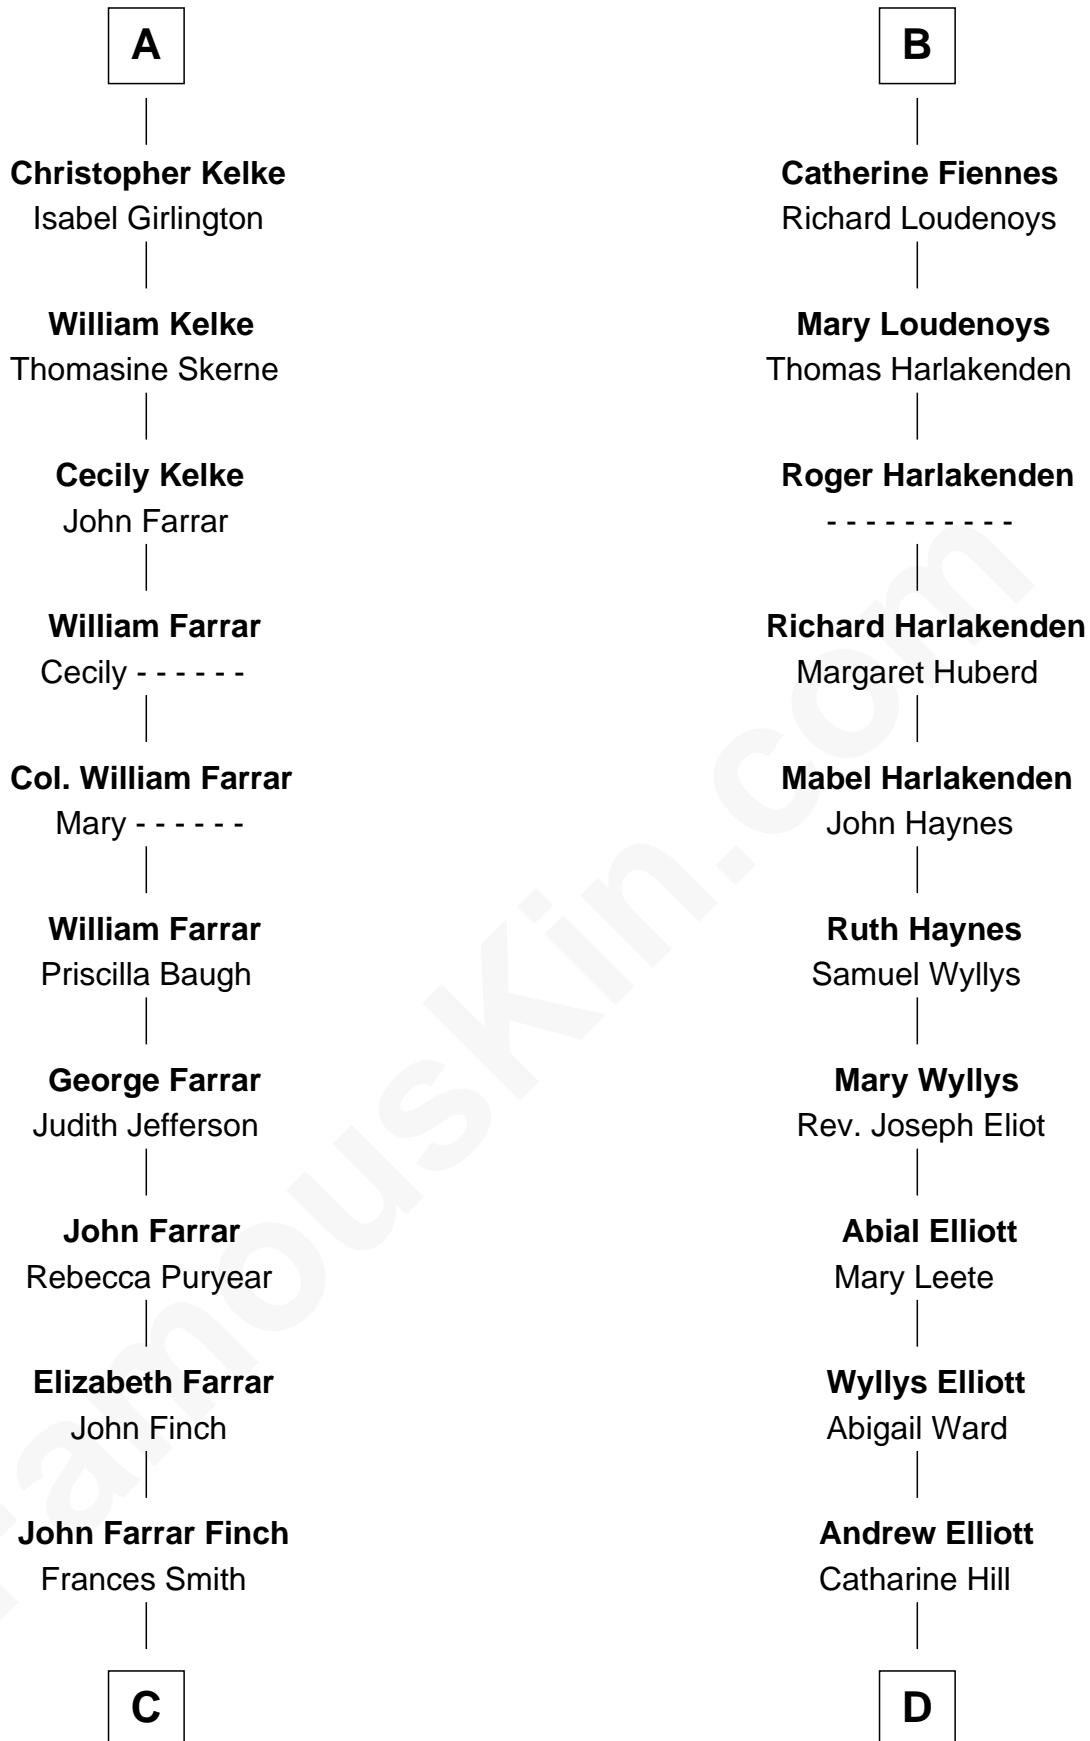 A
Christopher Kelke
Isabel Girlington
William Kelke
Thomasine Skerne
Cecily Kelke
John Farrar
William Farrar
Cecily - - - - - -
Col. William Farrar
Mary - - - - - -
William Farrar
Priscilla Baugh
George Farrar
Judith Jefferson
John Farrar
Rebecca Puryear
Elizabeth Farrar
John Finch
John Farrar Finch
Frances Smith
C
B
Catherine Fiennes
Richard Loudenoys
Mary Loudenoys
Thomas Harlakenden
Roger Harlakenden
- - - - - - - - - -
Richard Harlakenden
Margaret Huberd
Mabel Harlakenden
John Haynes
Ruth Haynes
Samuel Wyllys
Mary Wyllys
Rev. Joseph Eliot
Abial Elliott
Mary Leete
Wyllys Elliott
Abigail Ward
Andrew Elliott
Catharine Hill
D
FamousKin.com